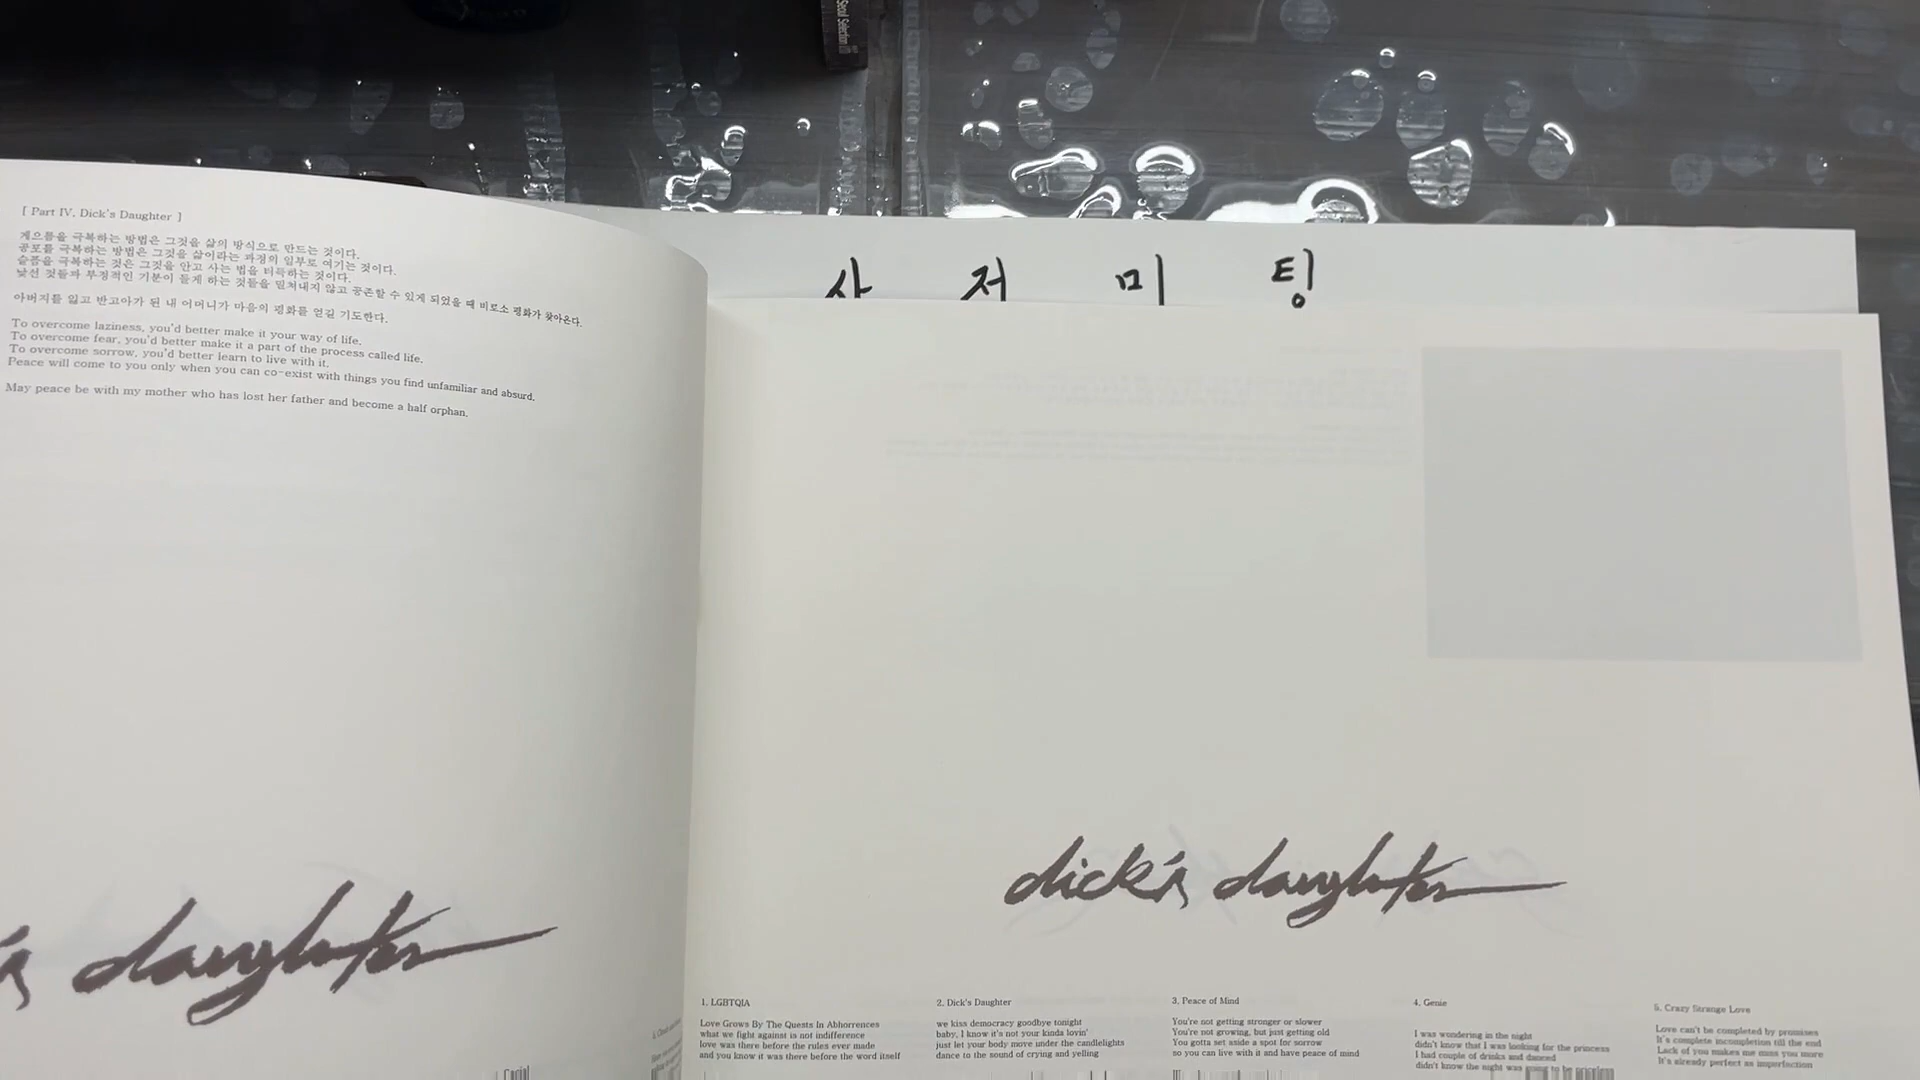 Seoul Selection
사 저 미 팅
[ Part IV. Dick's Daughter ]
게으름을 극복하는 방법은 그것을 삶의 방식으로 만드는 것이다.
공포를 극복하는 방법은 그것을 삶이라는 과정의 일부로 여기는 것이다.
슬픔을 극복하는 것은 그것을 안고 사는 법을 터득하는 것이다.
낯선 것들과 부정적인 기분이 들게 하는 것들을 밀쳐내지 않고 공존할 수 있게 되었을 때 비로소 평화가 찾아온다.
아버지를 잃고 반고아가 된 내 어머니가 마음의 평화를 얻길 기도한다.
To overcome laziness, you'd better make it your way of life.
To overcome fear, you'd better make it a part of the process called life.
To overcome sorrow, you'd better learn to live with it.
Peace will come to you only when you can co-exist with things you find unfamiliar and absurd.
May peace be with my mother who has lost her father and become a half orphan.
's daughter
dick's daughter
1. LGBTQIA
Love Grows By The Quests In Abhorrences
what we fight against is not indifference
love was there before the rules ever made
and you know it was there before the word itself
2. Dick's Daughter
we kiss democracy goodbye tonight
baby, I know it's not your kinda lovin'
just let your body move under the candlelights
dance to the sound of crying and yelling
3. Peace of Mind
You're not getting stronger or slower
You're not growing, but just getting old
You gotta set aside a spot for sorrow
so you can live with it and have peace of mind
4. Genie
I was wondering in the night
didn't know that I was looking for the princess
I had couple of drinks and danced
didn't know the night was going to be priceless
5. Crazy Strange Love
Love can't be completed by promises
It's complete incompletion till the end
Lack of you makes me miss you more
It's already perfect as imperfection